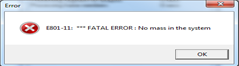 Error
E801-11: *** FATAL ERROR : No mass in the system
OK